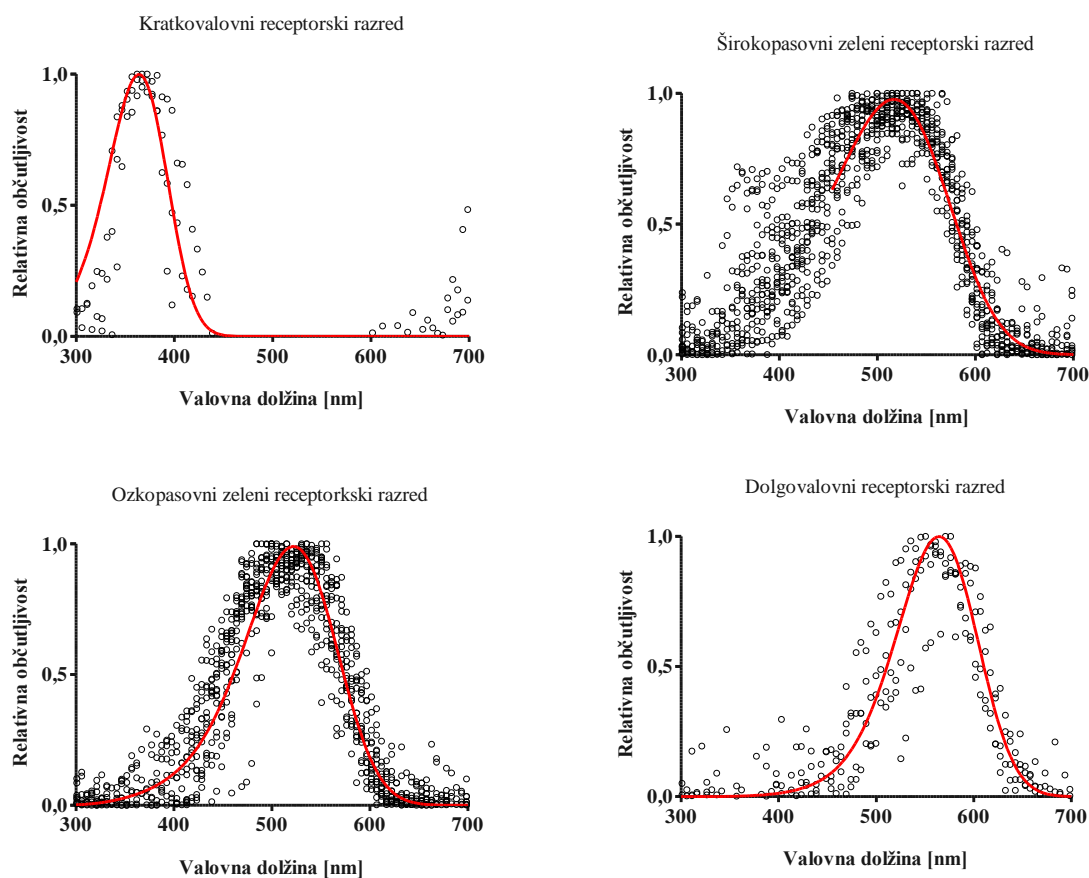 Kratkovalovni receptorski razred
1,0
0,5
0,0
Relativna občutljivost
300 400 500 600 700
Valovna dolžina [nm]
Širokopasovni zeleni receptorski razred
1,0
0,5
0,0
Relativna občutljivost
300 400 500 600 700
Valovna dolžina [nm]
Ozkopasovni zeleni receptorkski razred
1,0
0,5
0,0
Relativna občutljivost
300 400 500 600 700
Valovna dolžina [nm]
Dolgovalovni receptorski razred
1,0
0,5
0,0
Relativna občutljivost
300 400 500 600 700
Valovna dolžina [nm]